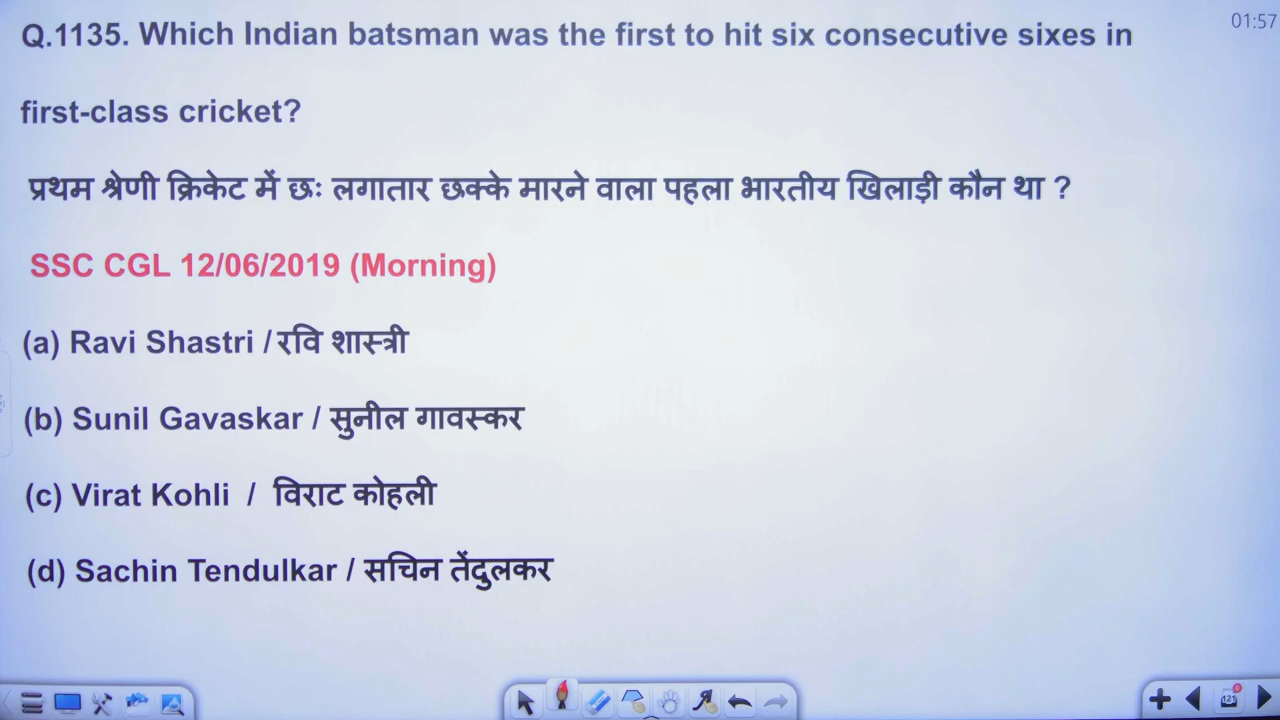 01:57
Q.1135. Which Indian batsman was the first to hit six consecutive sixes in
first-class cricket?
प्रथम श्रेणी क्रिकेट में छः लगातार छक्के मारने वाला पहला भारतीय खिलाड़ी कौन था ?
SSC CGL 12/06/2019 (Morning)
(a) Ravi Shastri / रवि शास्त्री
(b) Sunil Gavaskar / सुनील गावस्कर
(c) Virat Kohli / विराट कोहली
(d) Sachin Tendulkar / सचिन तेंदुलकर